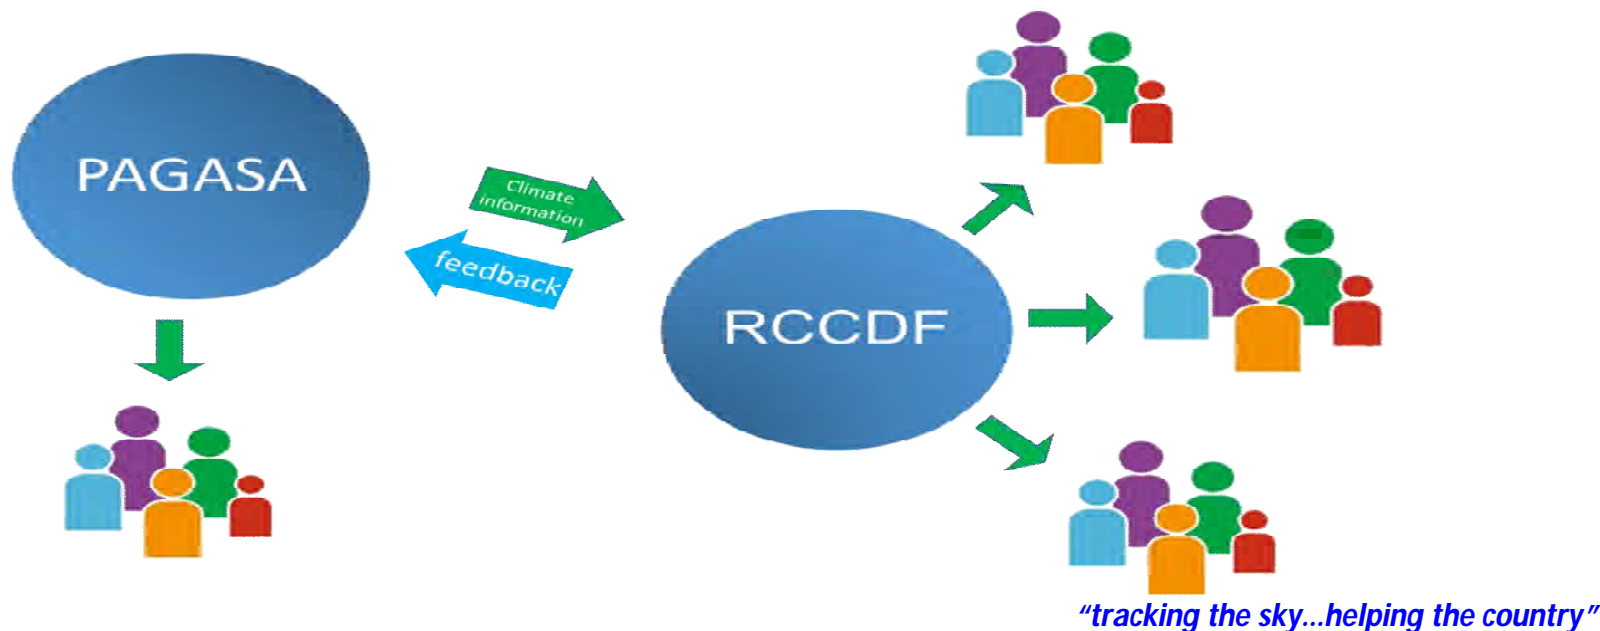 PAGASA
Climate
information
feedback
RCCDF
“tracking the sky...helping the country”